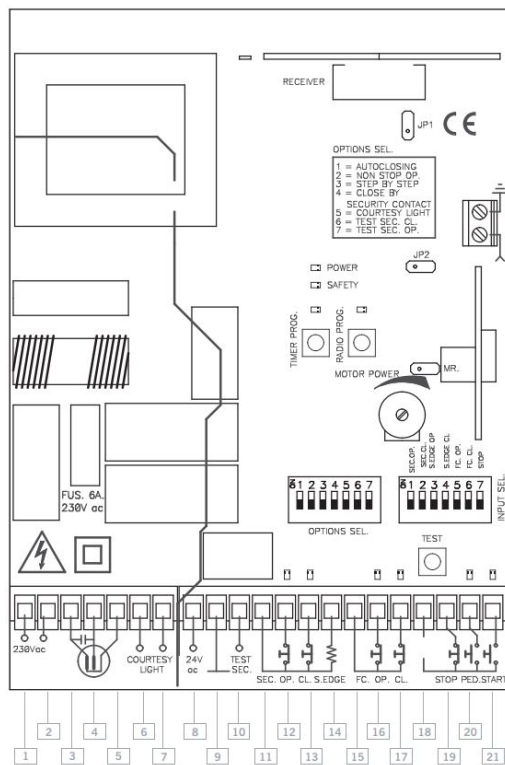 RECEIVER
JP1
CE
OPTIONS SEL.
1 = AUTOCLOSING
2 = NON STOP OP.
3 = STEP BY STEP
4 = CLOSE BY
SECURITY CONTACT
5 = COURTESY LIGHT
6 = TEST SEC. CL.
7 = TEST SEC. OP.
JP2
POWER
SAFETY
TIMER PROG.
RADIO PROG.
MOTOR POWER
MR.
SEC.OP.
SEC.CL.
S.EDGE OP
S.EDGE CL
FC. OP.
FC. CL.
STOP
FUS. 6A.
230V ac
ON
1 2 3 4 5 6 7
OPTIONS SEL.
ON
1 2 3 4 5 6 7
INPUT SEL.
TEST
230Vac
COURTESY
LIGHT
24V
ac
TEST
SEC.
SEC. OP. CL. S.EDGE
FC. OP. CL.
STOP PED. START
2 4 6 8 10 12 14 16 18 20
1 3 5 7 9 11 13 15 17 19 21